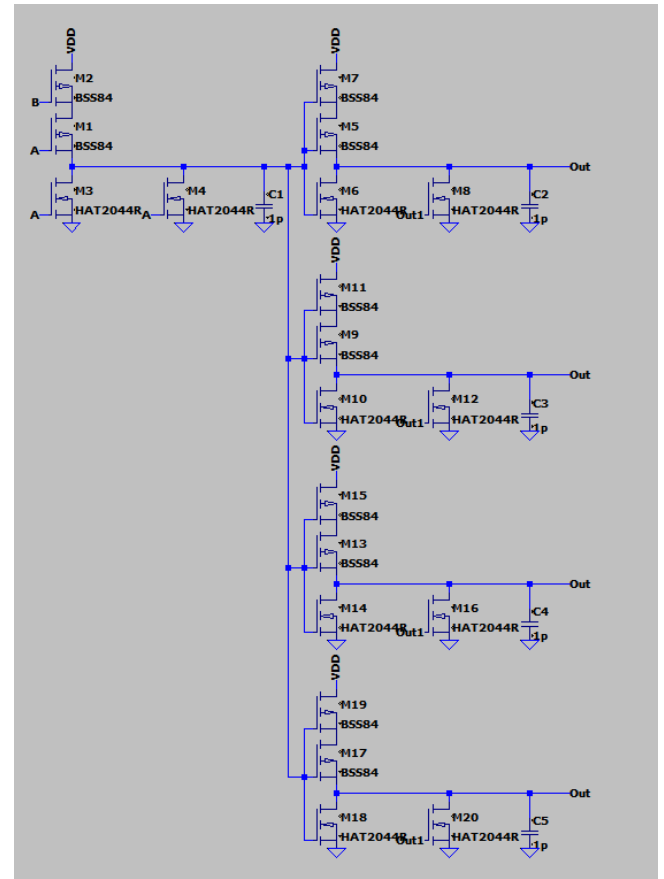 VDD
M2
B
BSS84
M1
A
BSS84
M3
A
HAT2044R
M4
A
HAT2044R
C1
1p
VDD
M7
BSS84
M5
BSS84
Out
M6
HAT2044R
M8
Out1
HAT2044R
C2
1p
VDD
M11
BSS84
M9
BSS84
Out
M10
HAT2044R
M12
Out1
HAT2044R
C3
1p
VDD
M15
BSS84
M13
BSS84
Out
M14
HAT2044R
M16
Out1
HAT2044R
C4
1p
VDD
M19
BSS84
M17
BSS84
Out
M18
HAT2044R
M20
Out1
HAT2044R
C5
1p